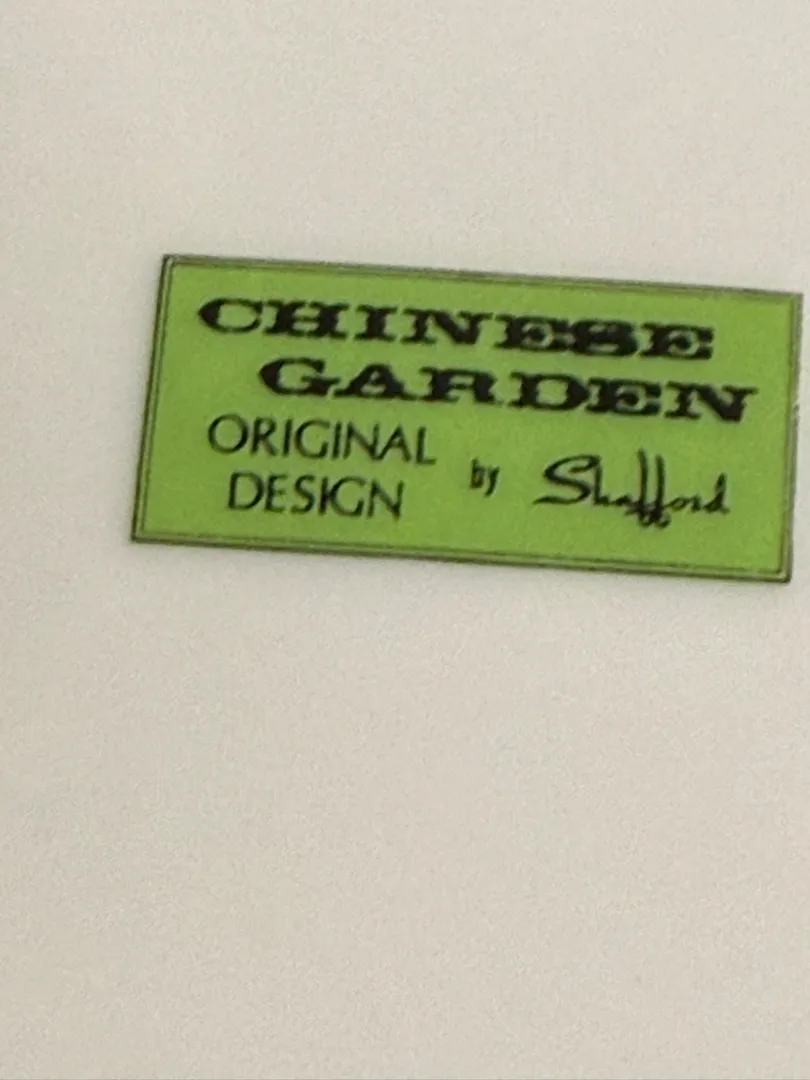 CHINESE
GARDEN
ORIGINAL
DESIGN
by Shafford